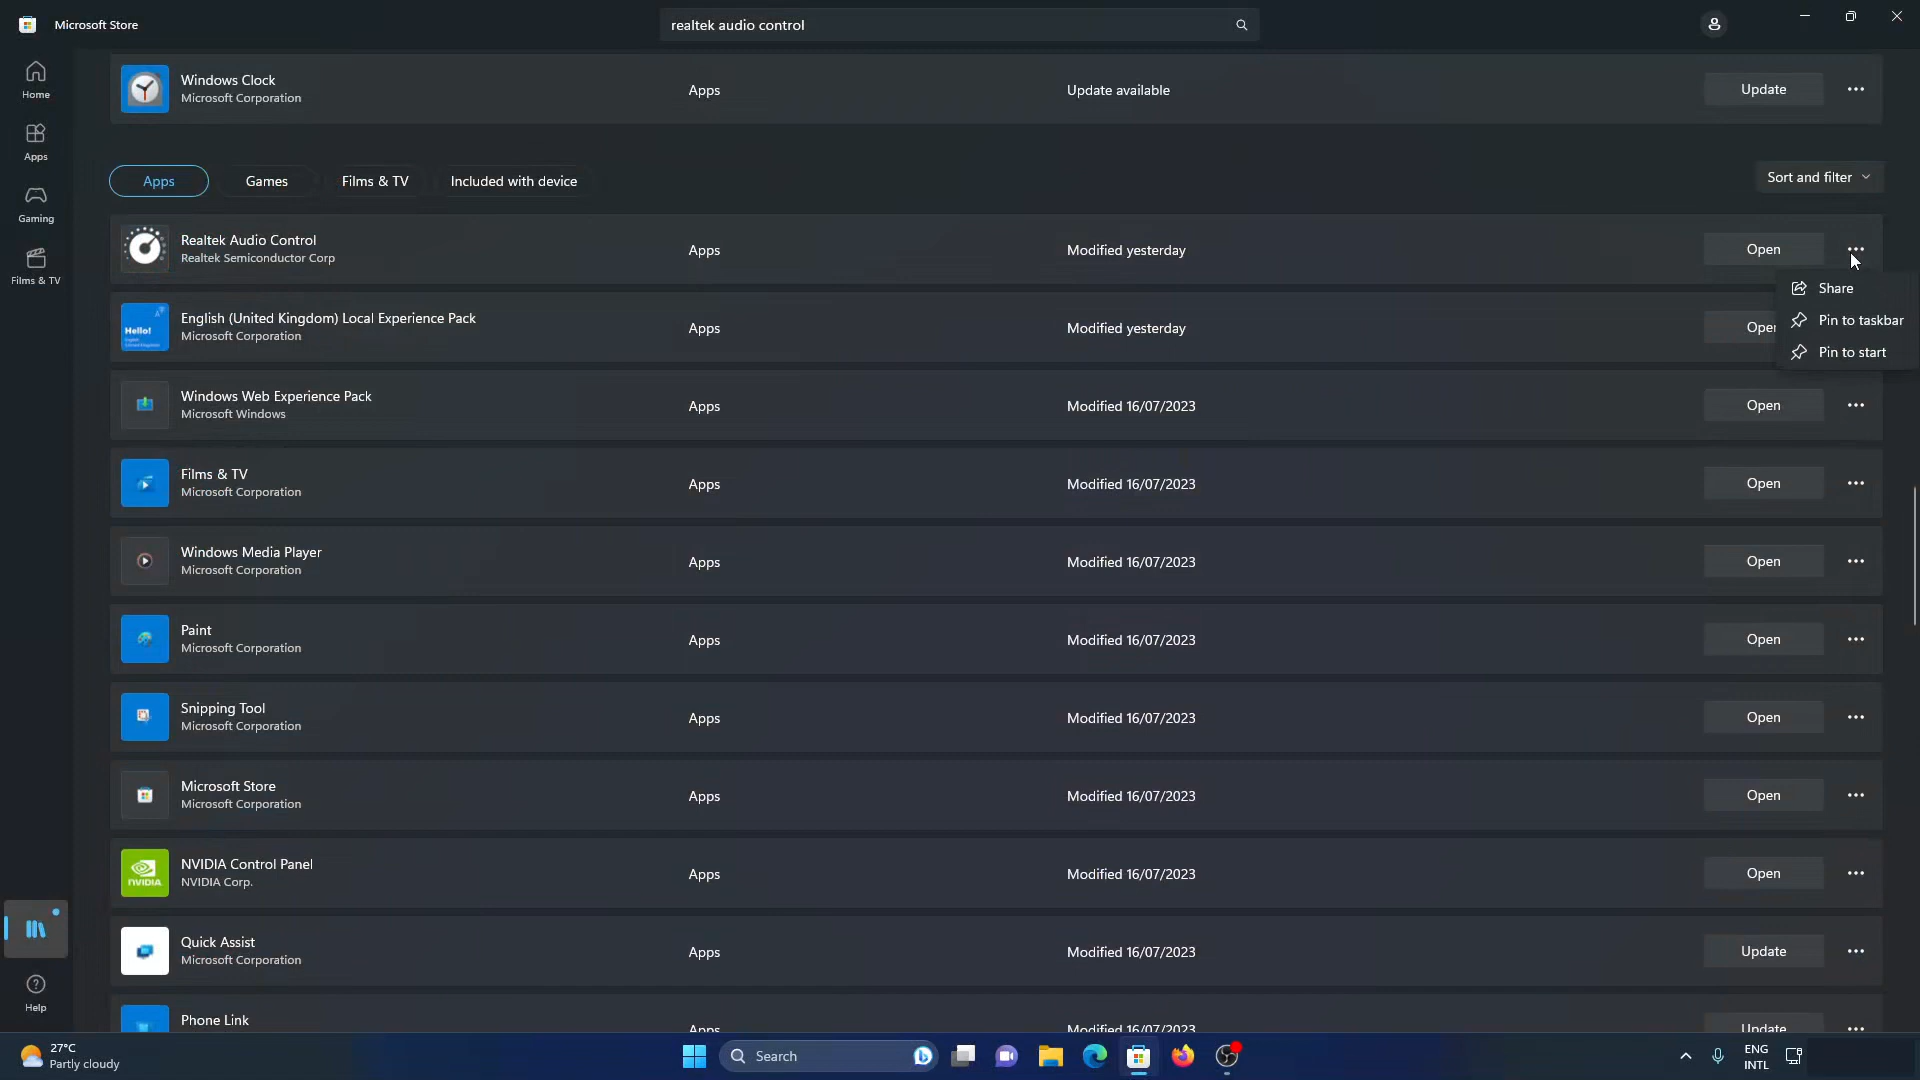 Microsoft Store
realtek audio control
Home
Apps
Gaming
Films & TV
Help
Windows Clock
Microsoft Corporation
Apps
Update available
Update
Apps
Games
Films & TV
Included with device
Sort and filter
Realtek Audio Control
Realtek Semiconductor Corp
Apps
Modified yesterday
Open
Share
Pin to taskbar
Pin to start
English (United Kingdom) Local Experience Pack
Microsoft Corporation
Hello!
Apps
Modified yesterday
Windows Web Experience Pack
Microsoft Windows
Apps
Modified 16/07/2023
Open
Films & TV
Microsoft Corporation
Apps
Modified 16/07/2023
Open
Windows Media Player
Microsoft Corporation
Apps
Modified 16/07/2023
Open
Paint
Microsoft Corporation
Apps
Modified 16/07/2023
Open
Snipping Tool
Microsoft Corporation
Apps
Modified 16/07/2023
Open
Microsoft Store
Microsoft Corporation
Apps
Modified 16/07/2023
Open
NVIDIA
NVIDIA Control Panel
NVIDIA Corp.
Apps
Modified 16/07/2023
Open
Quick Assist
Microsoft Corporation
Apps
Modified 16/07/2023
Update
Phone Link
Apps
Modified 16/07/2023
Update
27°C
Partly cloudy
Search
ENG
INTL